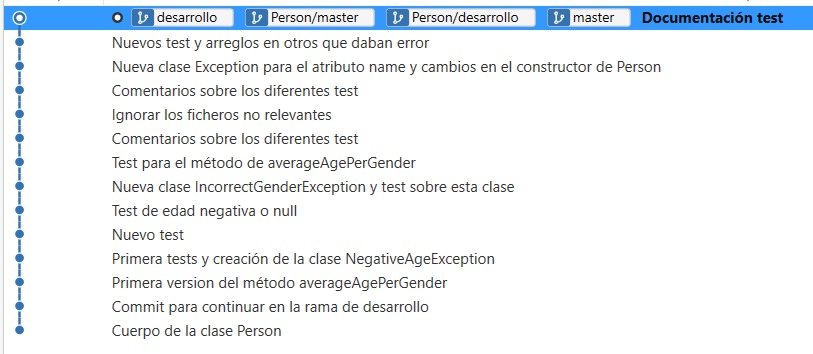 desarrollo Person/master Person/desarrollo master Documentación test
Nuevos test y arreglos en otros que daban error
Nueva clase Exception para el atributo name y cambios en el constructor de Person
Comentarios sobre los diferentes test
Ignorar los ficheros no relevantes
Comentarios sobre los diferentes test
Test para el método de averageAgePerGender
Nueva clase IncorrectGenderException y test sobre esta clase
Test de edad negativa o null
Nuevo test
Primera tests y creación de la clase NegativeAgeException
Primera version del método averageAgePerGender
Commit para continuar en la rama de desarrollo
Cuerpo de la clase Person